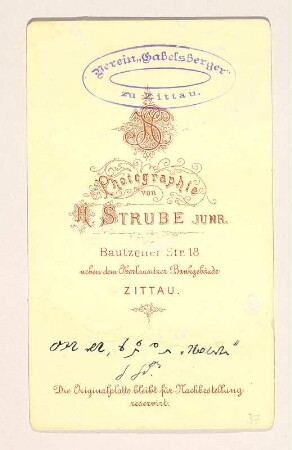 Verein „Gabelsberger"
zu Zittau.
Photographie
von
H. STRUBE JUNR.
Bautzener Str. 18
neben dem Oberlausitzer Bankgebäude
ZITTAU.
Die Originalplatte bleibt für Nachbestellung
reservirt.
37